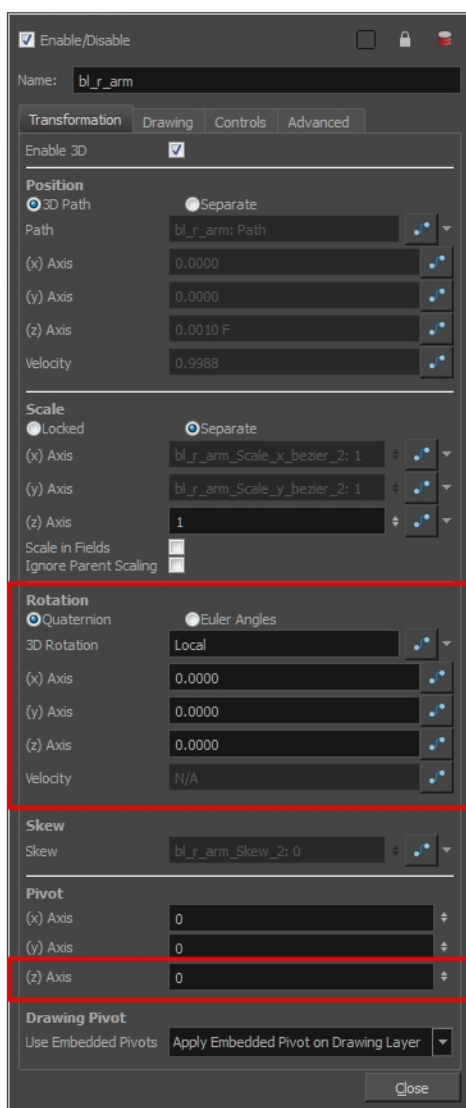 Enable/Disable
Name: bl_r_arm
Transformation Drawing Controls Advanced
Enable 3D
Position
3D Path Separate
Path bl_r_arm: Path
(x) Axis 0.0000
(y) Axis 0.0000
(z) Axis 0.0010 F
Velocity 0.9988
Scale
Locked Separate
(x) Axis bl_r_arm_Scale_x_bezier_2: 1
(y) Axis bl_r_arm_Scale_y_bezier_2: 1
(z) Axis 1
Scale in Fields
Ignore Parent Scaling
Rotation
Quaternion Euler Angles
3D Rotation Local
(x) Axis 0.0000
(y) Axis 0.0000
(z) Axis 0.0000
Velocity N/A
Skew
Skew bl_r_arm_Skew_2: 0
Pivot
(x) Axis 0
(y) Axis 0
(z) Axis 0
Drawing Pivot
Use Embedded Pivots Apply Embedded Pivot on Drawing Layer
Close